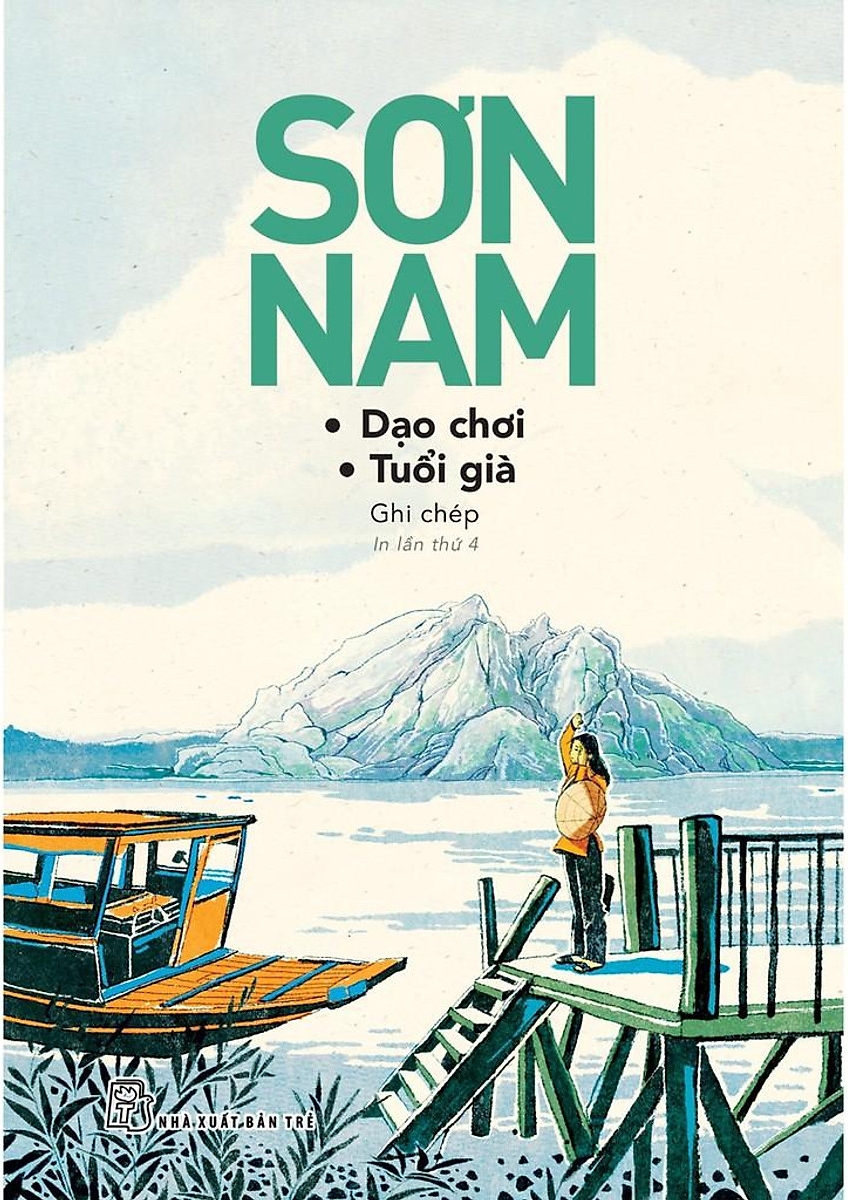 SƠN
NAM
• Dạo chơi
• Tuổi già
Ghi chép
In lần thứ 4
NHÀ XUẤT BẢN TRẺ